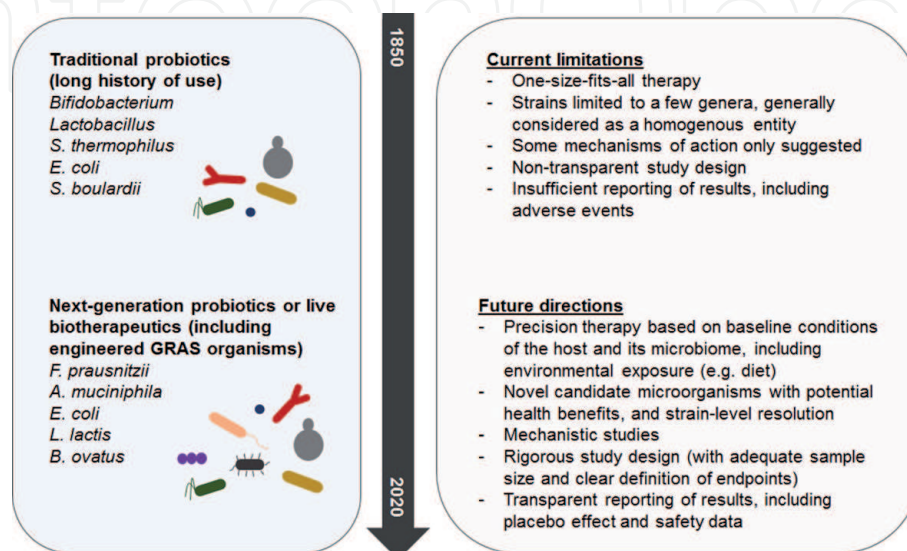 Traditional probiotics
(long history of use)
Bifidobacterium
Lactobacillus
S. thermophilus
E. coli
S. boulardii
Next-generation probiotics or live
biotherapeutics (including
engineered GRAS organisms)
F. prausnitzii
A. muciniphila
E. coli
L. lactis
B. ovatus
1850
2020
Current limitations
- One-size-fits-all therapy
- Strains limited to a few genera, generally
considered as a homogenous entity
- Some mechanisms of action only suggested
- Non-transparent study design
- Insufficient reporting of results, including
adverse events
Future directions
- Precision therapy based on baseline conditions
of the host and its microbiome, including
environmental exposure (e.g. diet)
- Novel candidate microorganisms with potential
health benefits, and strain-level resolution
- Mechanistic studies
- Rigorous study design (with adequate sample
size and clear definition of endpoints)
- Transparent reporting of results, including
placebo effect and safety data